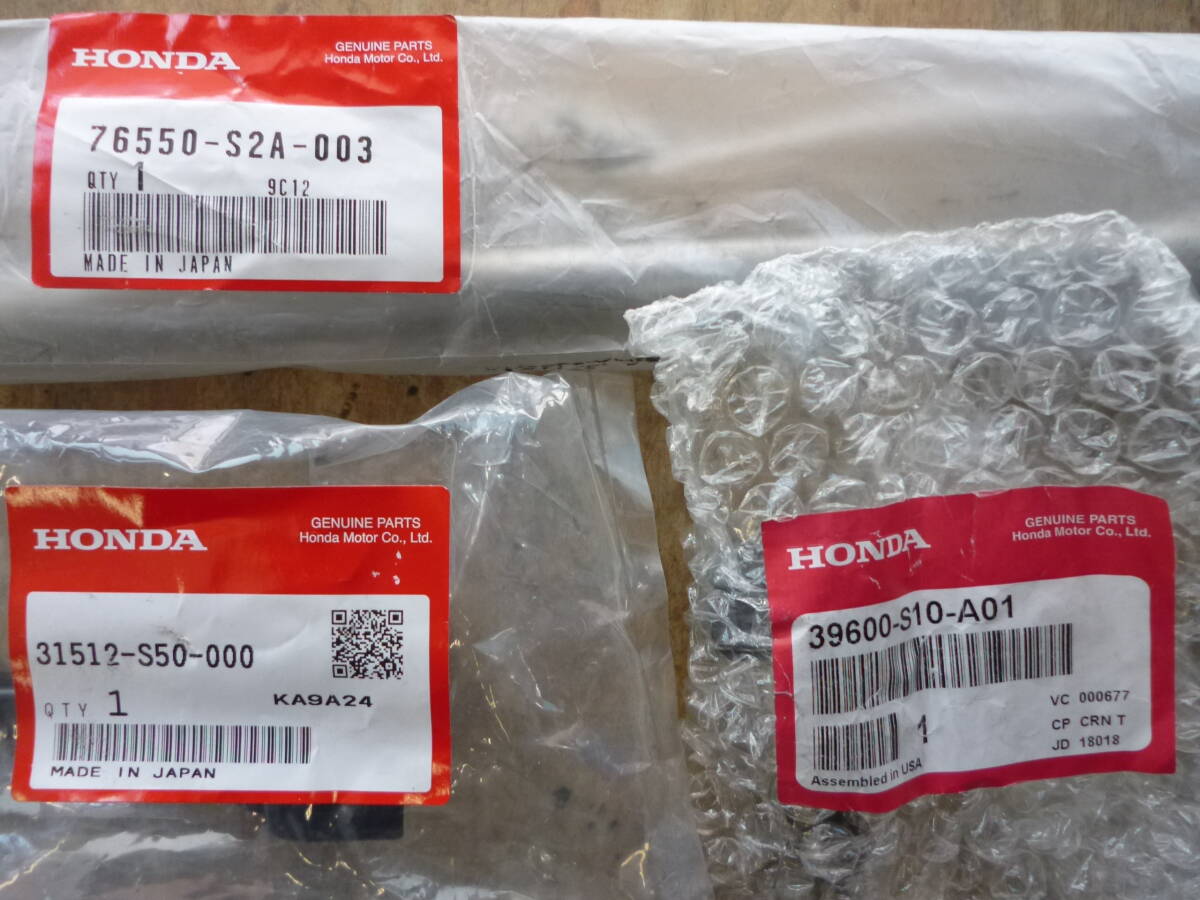 HONDA
GENUINE PARTS
Honda Motor Co., Ltd.
76550-S2A-003
QTY 1 9C12
MADE IN JAPAN
HONDA
GENUINE PARTS
Honda Motor Co., Ltd.
31512-S50-000
QTY 1 KA9A24
MADE IN JAPAN
HONDA
GENUINE PARTS
Honda Motor Co., Ltd.
39600-S10-A01
VC 000677
1 CP CRN T
JD 18018
Assembled in USA